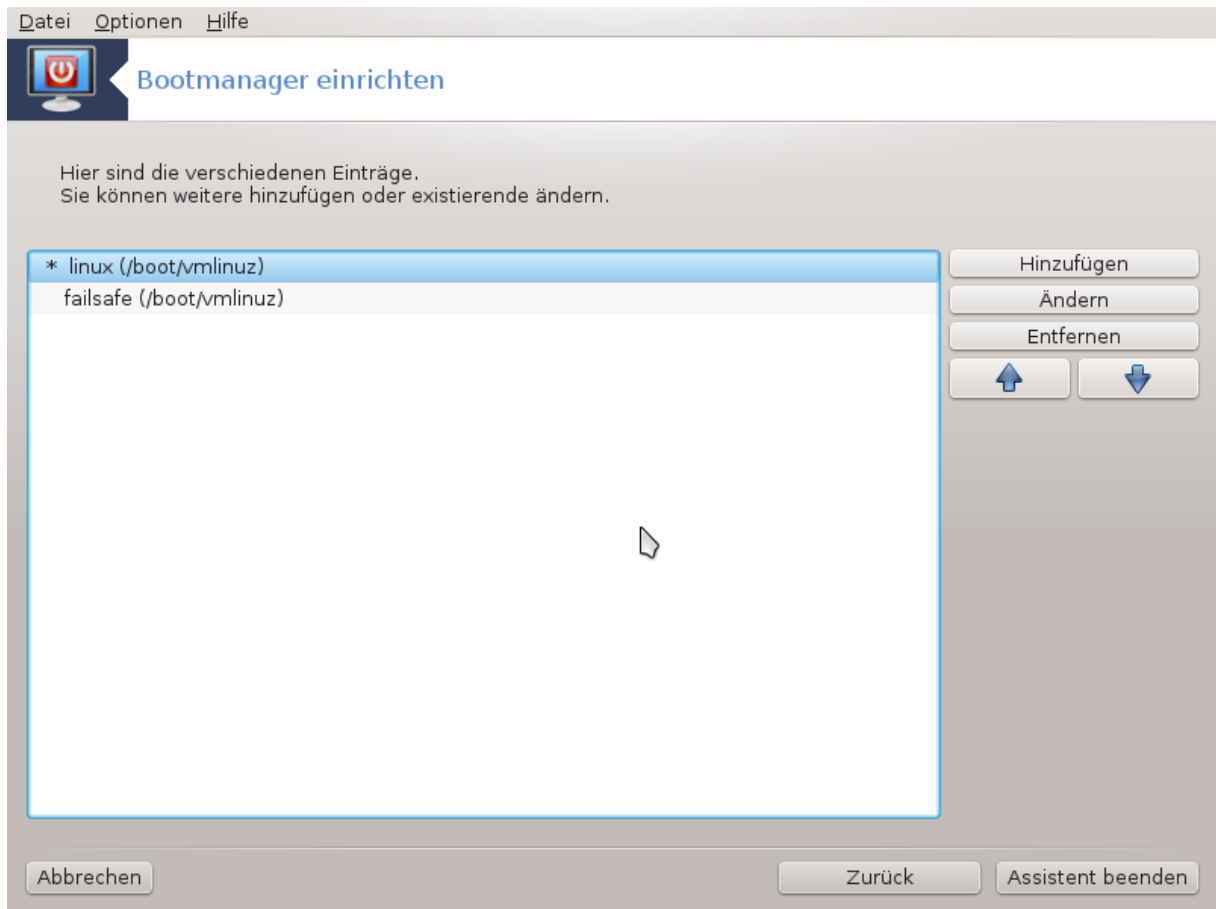 Datei Optionen Hilfe
Bootmanager einrichten
Hier sind die verschiedenen Einträge.
Sie können weitere hinzufügen oder existierende ändern.
* linux (/boot/vmlinuz)
failsafe (/boot/vmlinuz)
Hinzufügen
Ändern
Entfernen
Abbrechen
Zurück
Assistent beenden